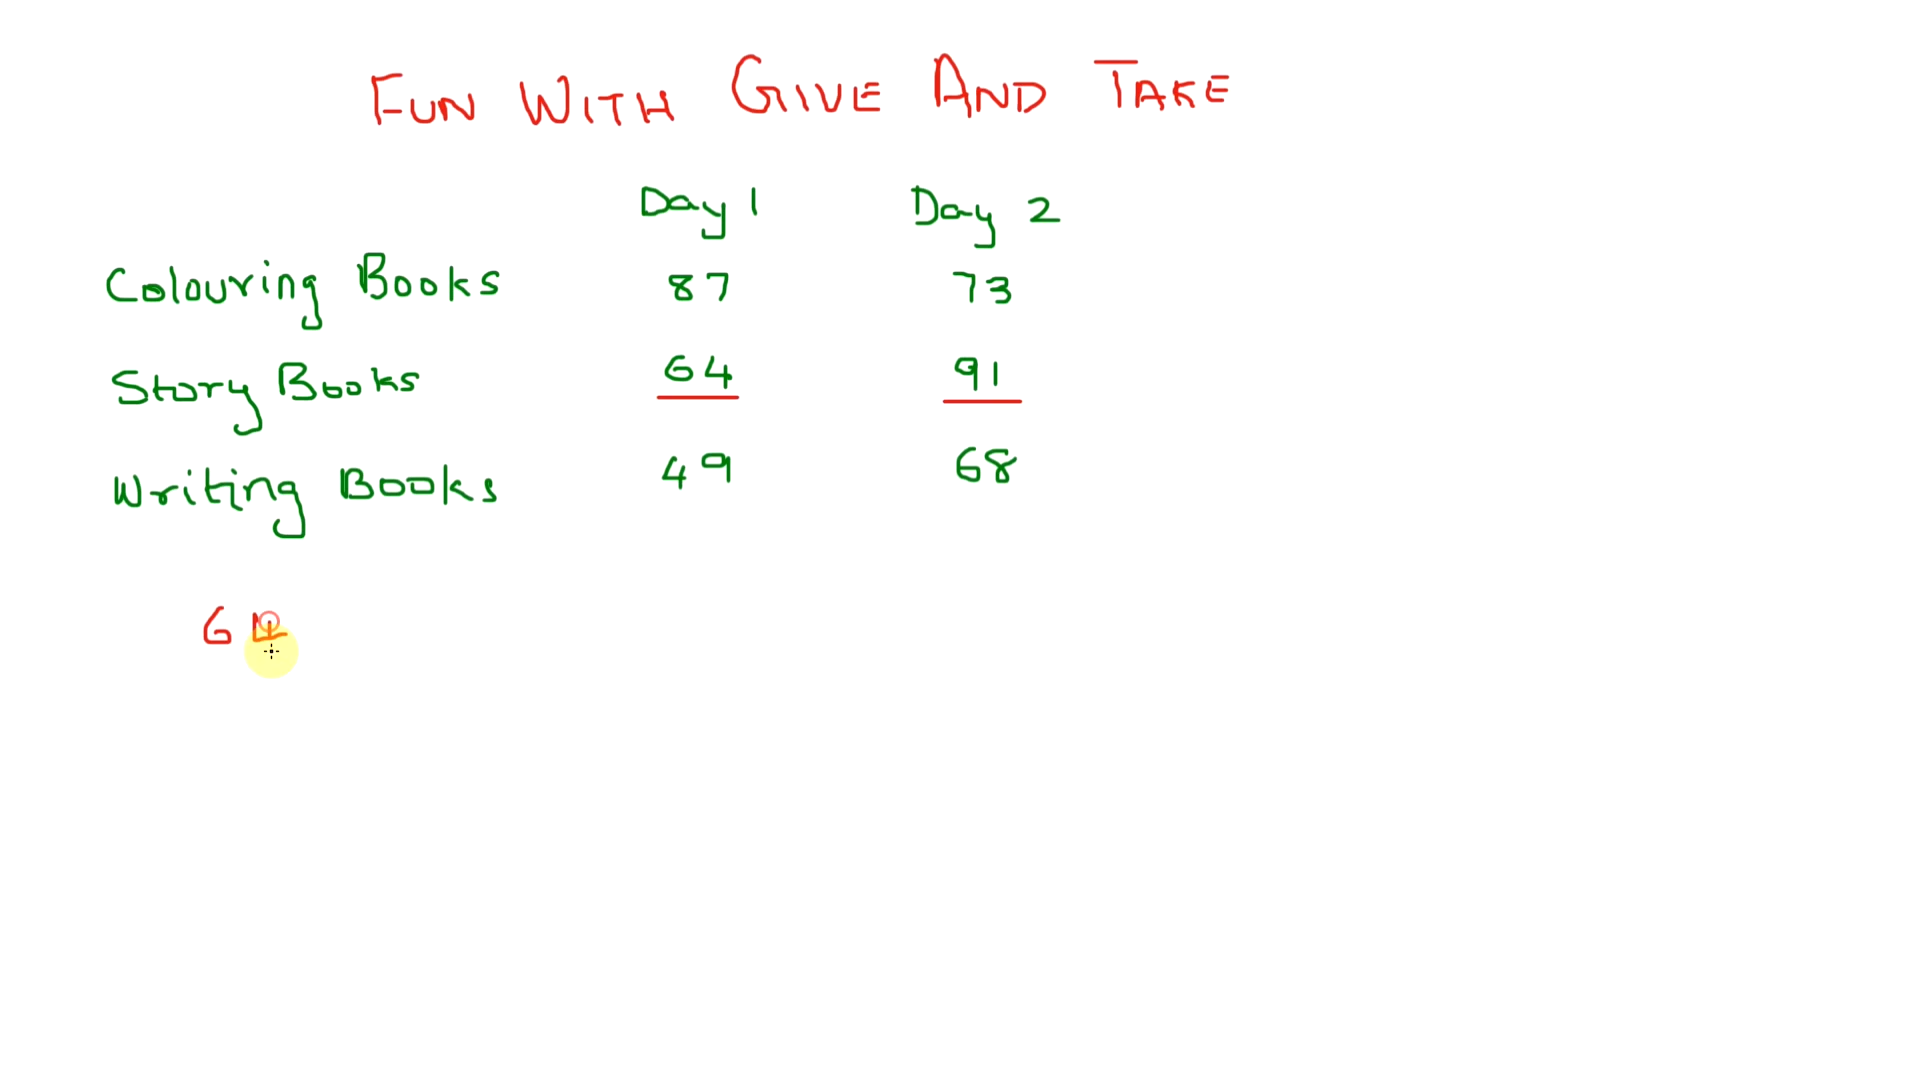 FUN WITH GIVE AND TAKE
Day 1 Day 2
Colouring Books 87 73
Story Books 64 91
Writing Books 49 68
64